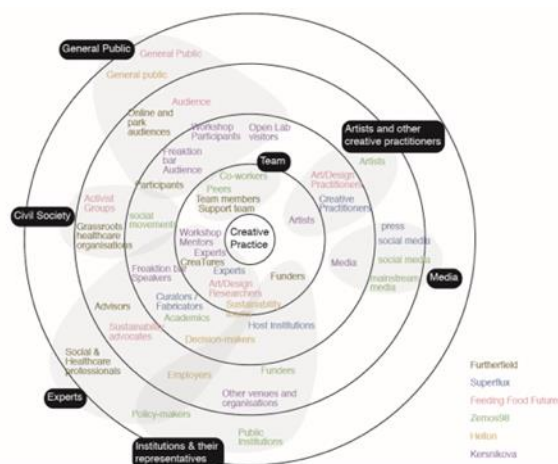 General Public
General Public
General public
Audience
Online and
park
audiences
Workshop
Participants
Open Lab
visitors
Artists and other
creative practitioners
Artists
Freaktion
bar
Audience
Team
Co-workers
Peers
Team members
Support team
Participants
Art/Design
Practitioners
Creative
Practitioners
Activist
Groups
Civil Society
Grassroots
healthcare
organisations
social
movement
Workshop
Mentors
Experts
CreaTures
Experts
Creative
Practice
Artists
press
social media
social media
mainstream
media
Media
Media
Freaktion bar
Speakers
Funders
Art/Design
Researchers
Sustainability
Curators /
Fabricators
Academics
Advisors
Sustainability
advocates
Host Institutions
Decision-makers
Social &
Healthcare
professionals
Employers
Funders
Experts
Other venues and
organisations
Policy-makers
Public
Institutions
Institutions & their
representatives
Furtherfield
Superflux
Feeding Food Future
Zemos98
Hellon
Kersnikova